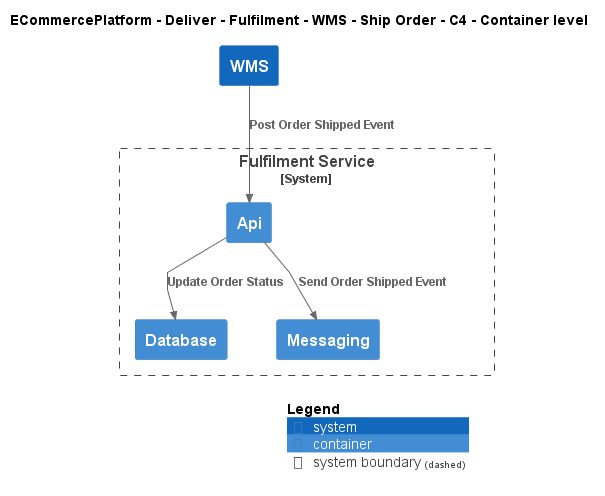 ECommercePlatform - Deliver - Fulfilment - WMS - Ship Order - C4 - Container level
WMS
Post Order Shipped Event
Fulfilment Service
[System]
Api
Update Order Status
Send Order Shipped Event
Database
Messaging
Legend
system
container
system boundary (dashed)